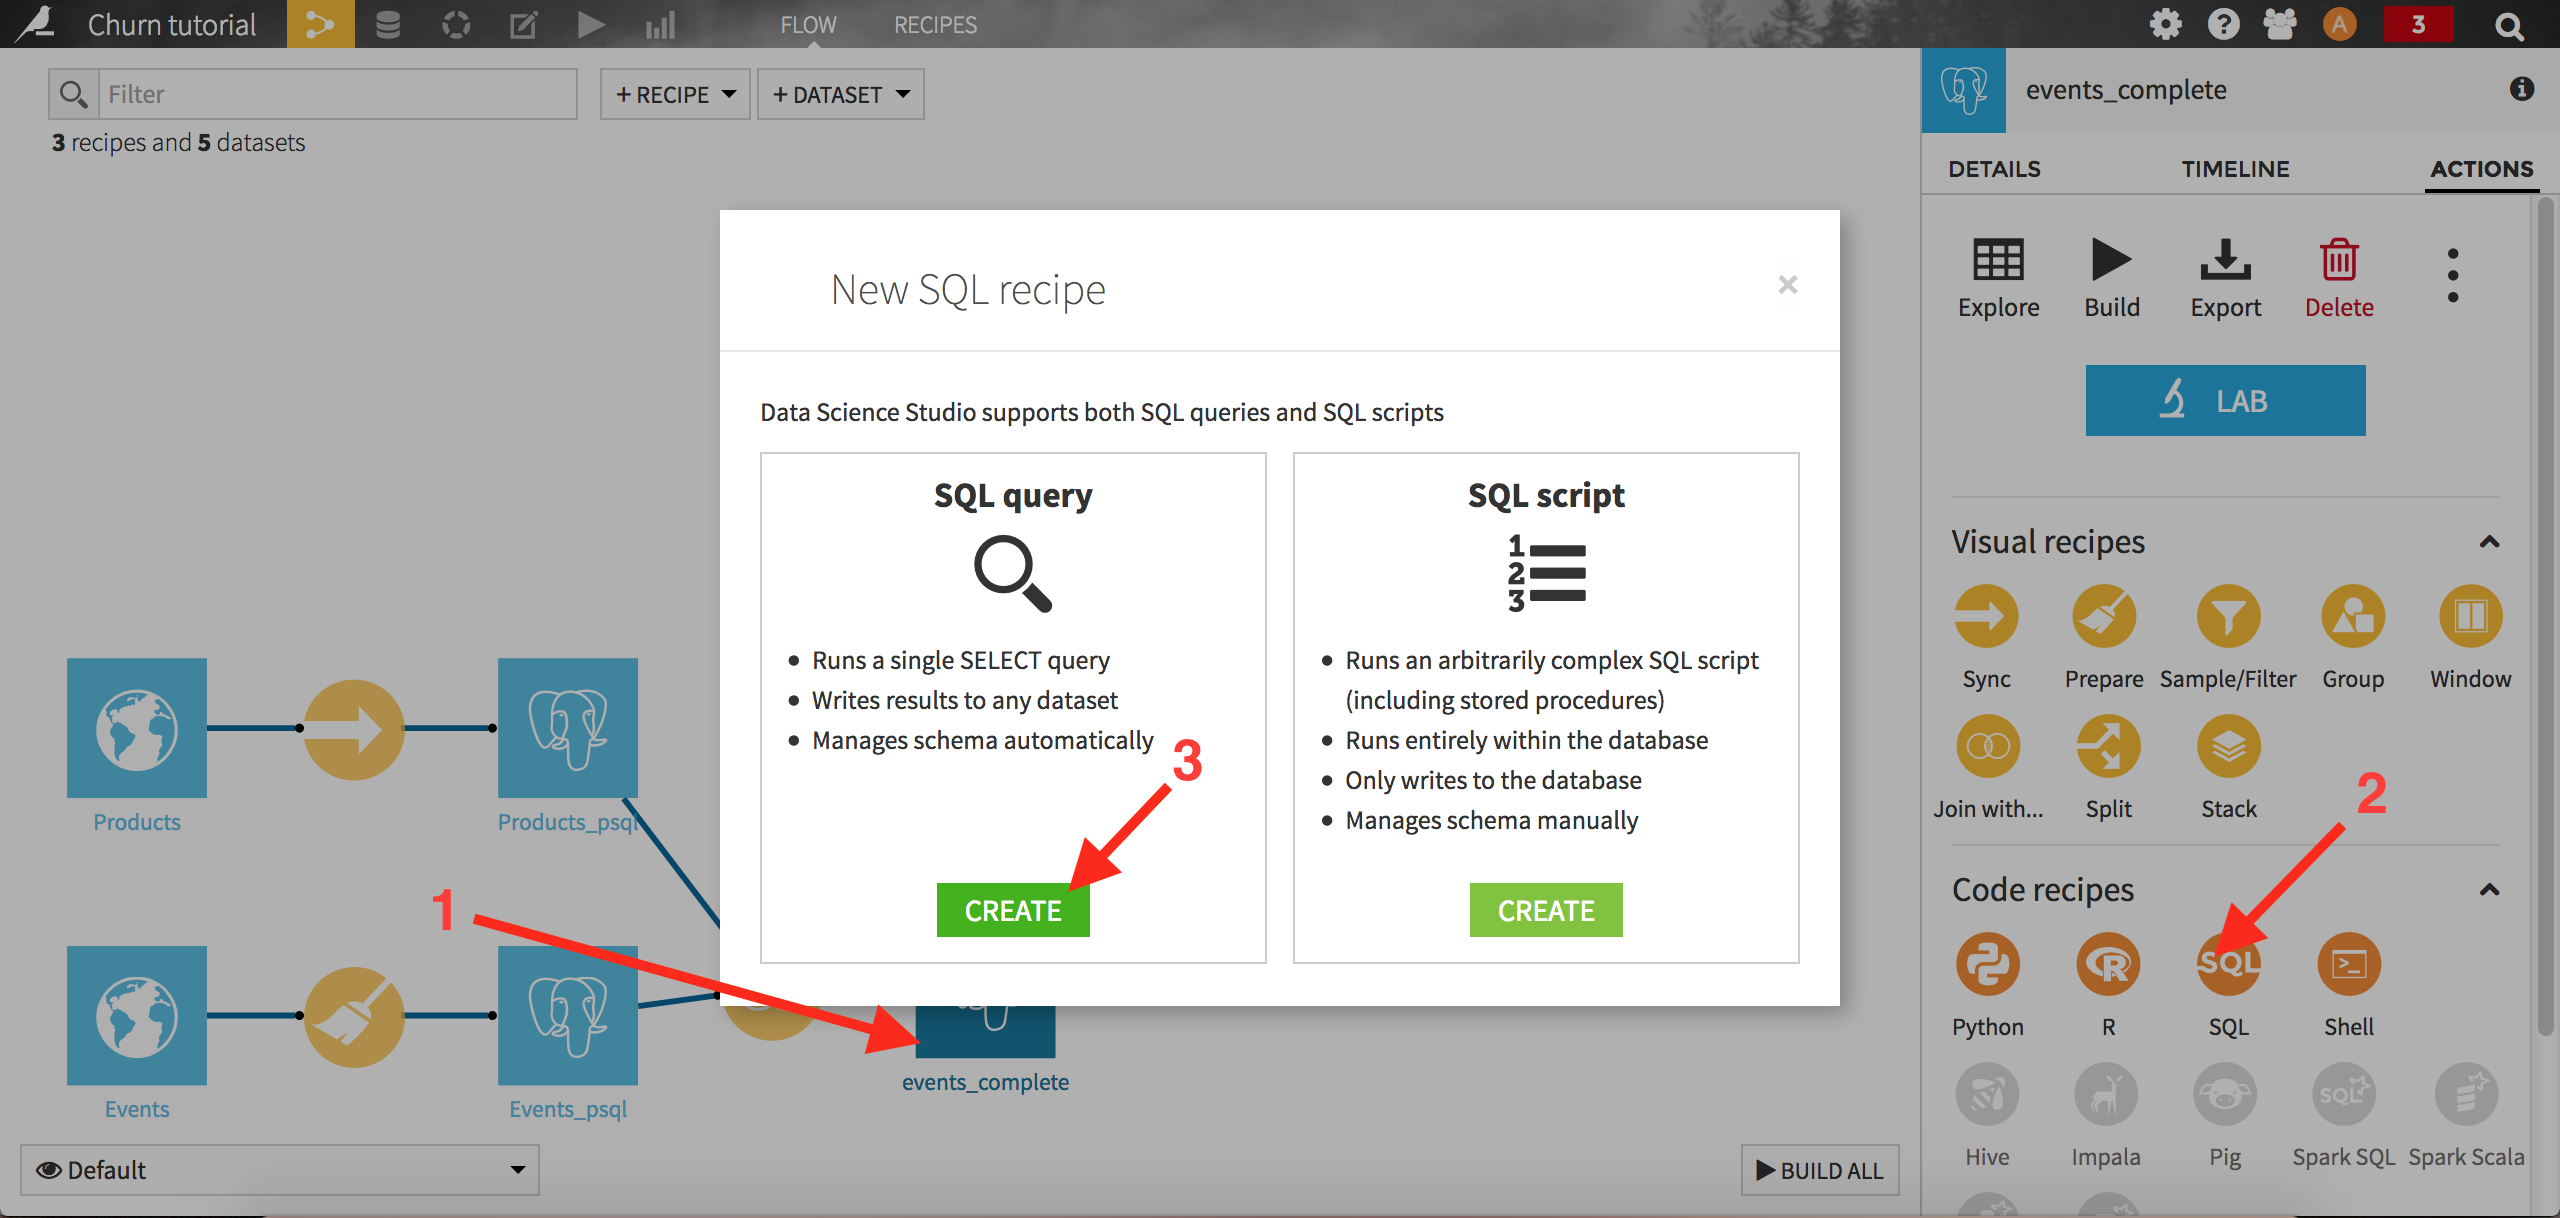 Churn tutorial
FLOW
RECIPES
A
3
Filter
+ RECIPE
+ DATASET
3 recipes and 5 datasets
events_complete
DETAILS
TIMELINE
ACTIONS
Explore
Build
Export
Delete
LAB
New SQL recipe
×
Data Science Studio supports both SQL queries and SQL scripts
SQL query
Runs a single SELECT query
Writes results to any dataset
Manages schema automatically
CREATE
SQL script
1
2
3
Runs an arbitrarily complex SQL script
(including stored procedures)
Runs entirely within the database
Only writes to the database
Manages schema manually
CREATE
3
1
2
Products
Products_psql
Events
Events_psql
events_complete
Visual recipes
Sync
Prepare
Sample/Filter
Group
Window
Join with...
Split
Stack
Code recipes
SQL
Python
R
SQL
Shell
SQL
Hive
Impala
Pig
Spark SQL
Spark Scala
Default
BUILD ALL